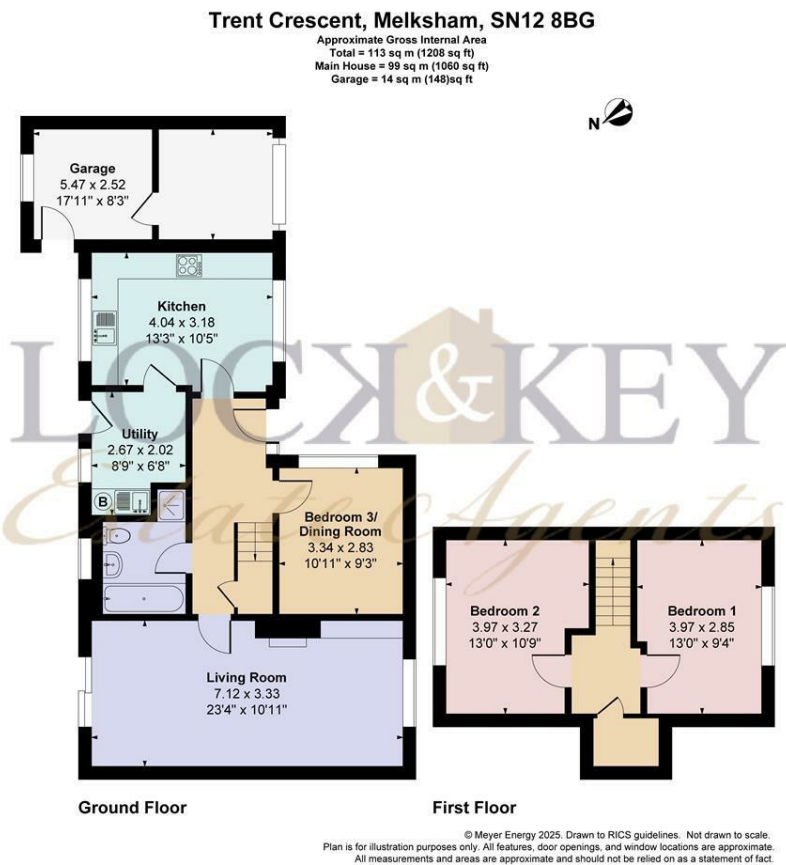 Trent Crescent, Melksham, SN12 8BG
Approximate Gross Internal Area
Total = 113 sq m (1208 sq ft)
Main House = 99 sq m (1060 sq ft)
Garage = 14 sq m (148)sq ft
N
Garage
5.47 x 2.52
17'11" x 8'3"
Kitchen
4.04 x 3.18
13'3" x 10'5"
LOCK & KEY
Estate Agents
Utility
2.67 x 2.02
8'9" x 6'8"
B
Bedroom 3/
Dining Room
3.34 x 2.83
10'11" x 9'3"
Bedroom 2
3.97 x 3.27
13'0" x 10'9"
Bedroom 1
3.97 x 2.85
13'0" x 9'4"
Living Room
7.12 x 3.33
23'4" x 10'11"
Ground Floor
First Floor
© Meyer Energy 2025. Drawn to RICS guidelines. Not drawn to scale.
Plan is for illustration purposes only. All features, door openings, and window locations are approximate.
All measurements and areas are approximate and should not be relied on as a statement of fact.